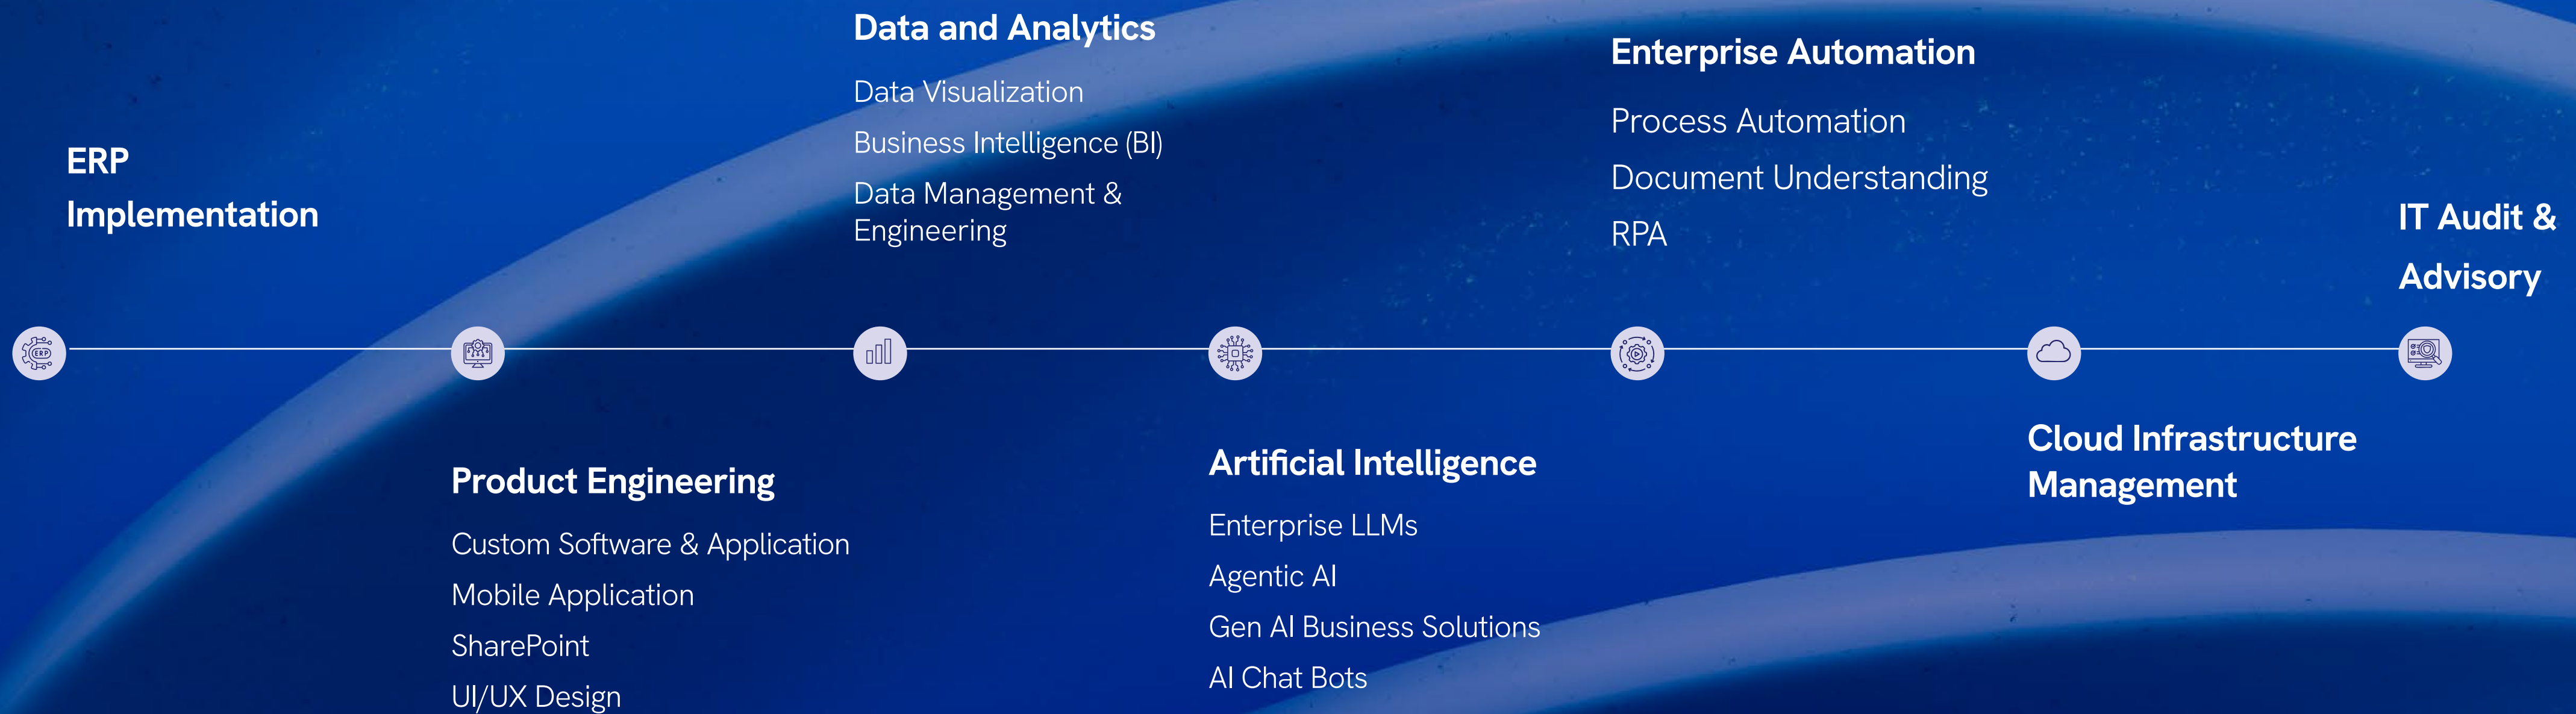 ERP
Implementation
ERP
Product Engineering
Custom Software & Application
Mobile Application
SharePoint
UI/UX Design
Data and Analytics
Data Visualization
Business Intelligence (BI)
Data Management &
Engineering
Artificial Intelligence
Enterprise LLMs
Agentic AI
Gen AI Business Solutions
AI Chat Bots
Enterprise Automation
Process Automation
Document Understanding
RPA
Cloud Infrastructure
Management
IT Audit &
Advisory